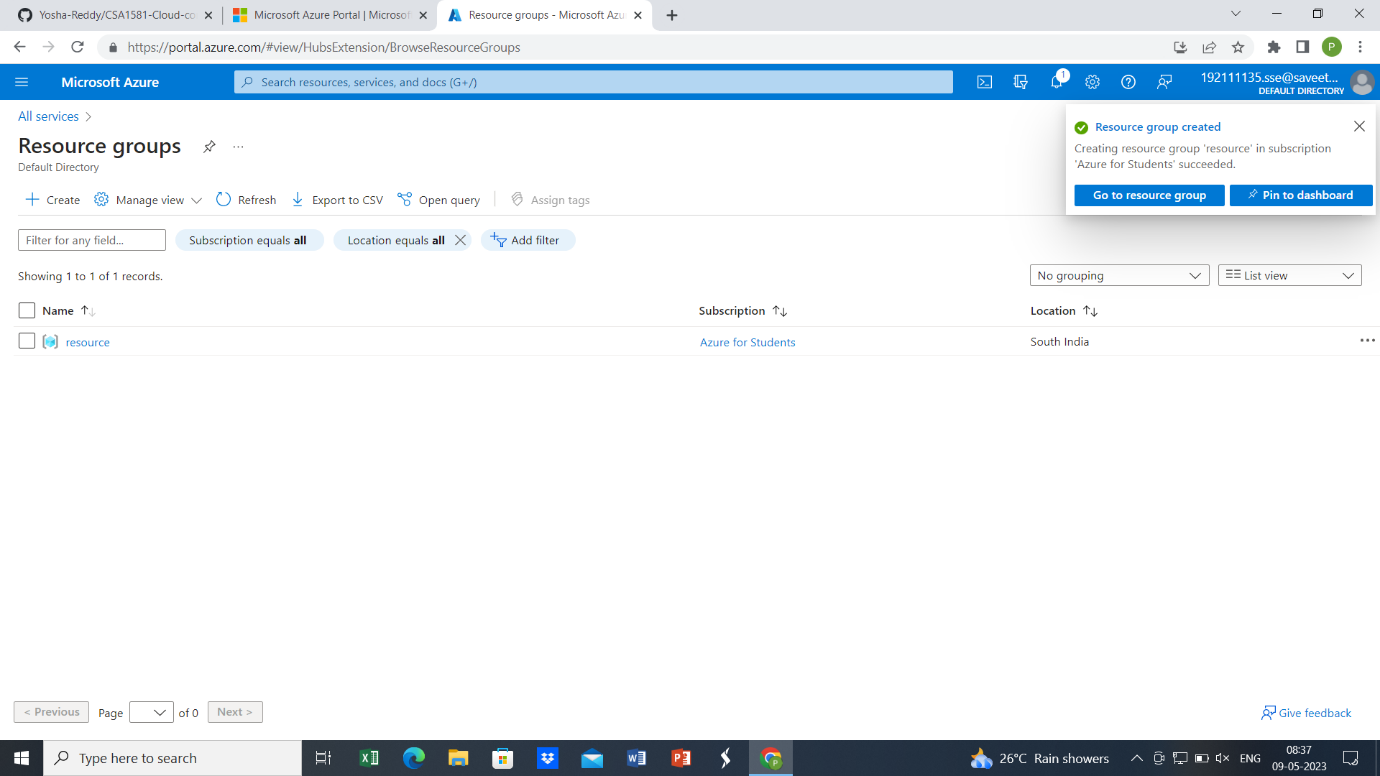 Yosha-Reddy/CSA1581-Cloud-co
Microsoft Azure Portal | Microsof
Resource groups - Microsoft Azu
https://portal.azure.com/#view/HubsExtension/BrowseResourceGroups
P
Microsoft Azure
Search resources, services, and docs (G+/)
1
192111135.sse@saveet...
DEFAULT DIRECTORY
All services
Resource groups
Default Directory
Resource group created
Creating resource group 'resource' in subscription
'Azure for Students' succeeded.
Go to resource group
Pin to dashboard
Create
Manage view
Refresh
Export to CSV
Open query
Assign tags
Filter for any field...
Subscription equals all
Location equals all
Add filter
Showing 1 to 1 of 1 records.
No grouping
List view
Name
Subscription
Location
resource
Azure for Students
South India
< Previous
Page
of 0
Next >
Give feedback
Type here to search
26°C Rain showers
ENG
08:37
09-05-2023